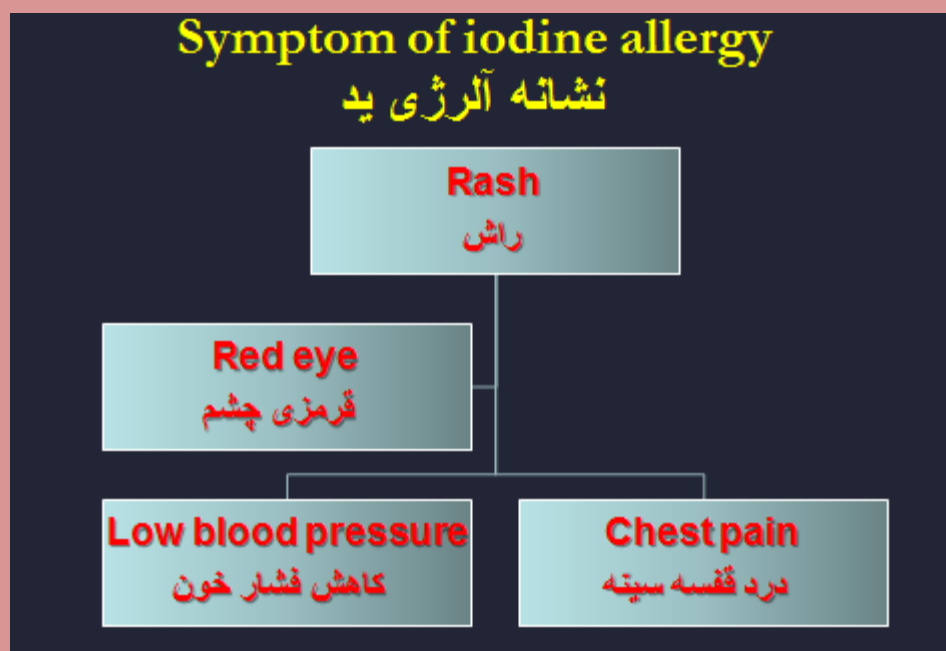 Symptom of iodine allergy
نشانه آلرژی ید
Rash
راش
Red eye
قرمزی چشم
Low blood pressure
کاهش فشار خون
Chest pain
درد قفسه سیته